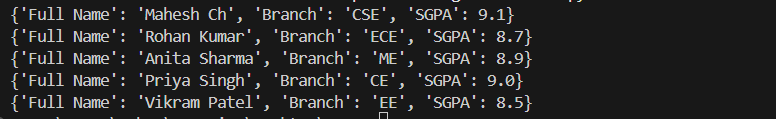 {'Full Name': 'Mahesh Ch', 'Branch': 'CSE', 'SGPA': 9.1}
{'Full Name': 'Rohan Kumar', 'Branch': 'ECE', 'SGPA': 8.7}
{'Full Name': 'Anita Sharma', 'Branch': 'ME', 'SGPA': 8.9}
{'Full Name': 'Priya Singh', 'Branch': 'CE', 'SGPA': 9.0}
{'Full Name': 'Vikram Patel', 'Branch': 'EE', 'SGPA': 8.5}